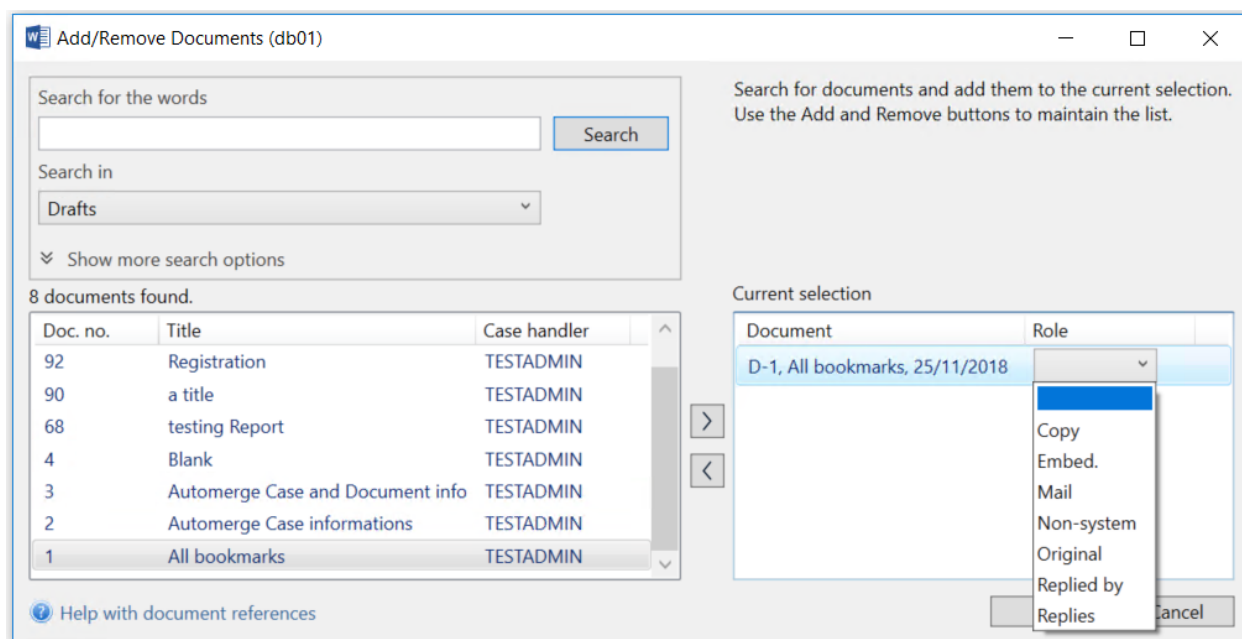 Add/Remove Documents (db01)
Search for the words
Search
Search in
Drafts
Show more search options
Search for documents and add them to the current selection.
Use the Add and Remove buttons to maintain the list.
8 documents found.
Doc. no. Title Case handler
92 Registration TESTADMIN
90 a title TESTADMIN
68 testing Report TESTADMIN
4 Blank TESTADMIN
3 Automerge Case and Document info TESTADMIN
2 Automerge Case informations TESTADMIN
1 All bookmarks TESTADMIN
Current selection
Document Role
D-1, All bookmarks, 25/11/2018
Copy
Embed.
Mail
Non-system
Original
Replied by
Replies
Help with document references
Cancel